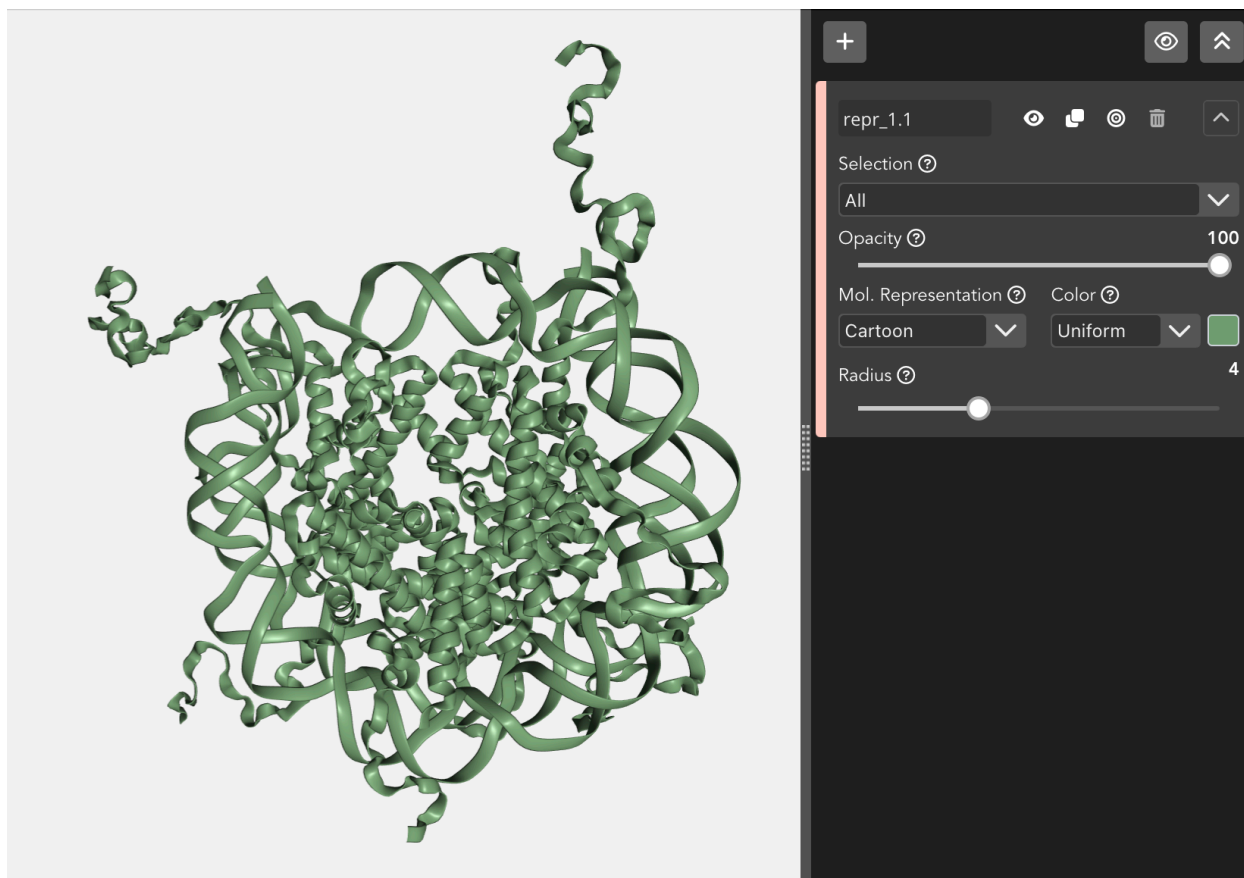 repr_1.1
Selection
All
Opacity 100
Mol. Representation Color
Cartoon Uniform
Radius 4